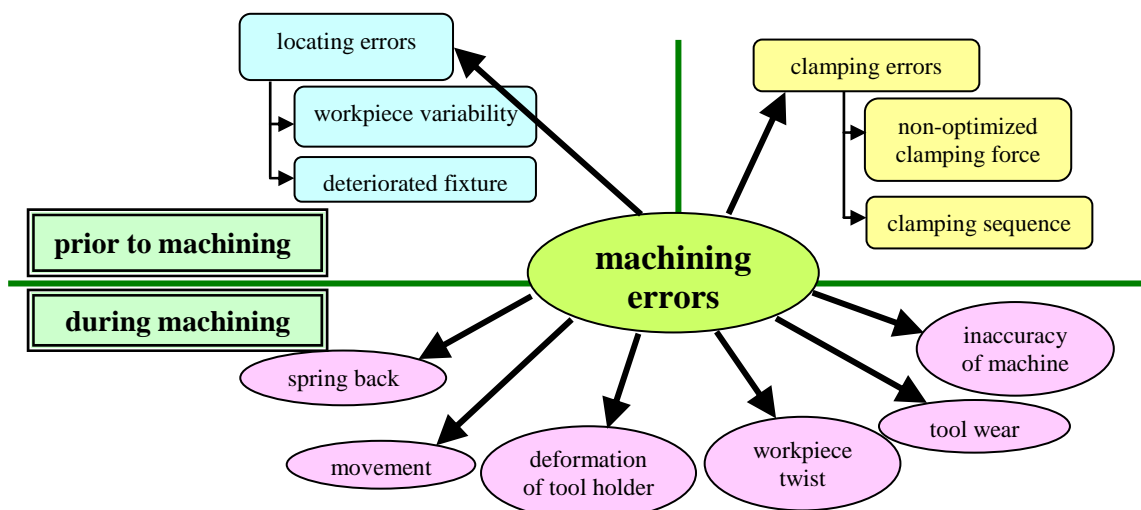 locating errors
workpiece variability
deteriorated fixture
clamping errors
non-optimized
clamping force
clamping sequence
prior to machining
during machining
machining
errors
spring back
movement
deformation
of tool holder
workpiece
twist
tool wear
inaccuracy
of machine